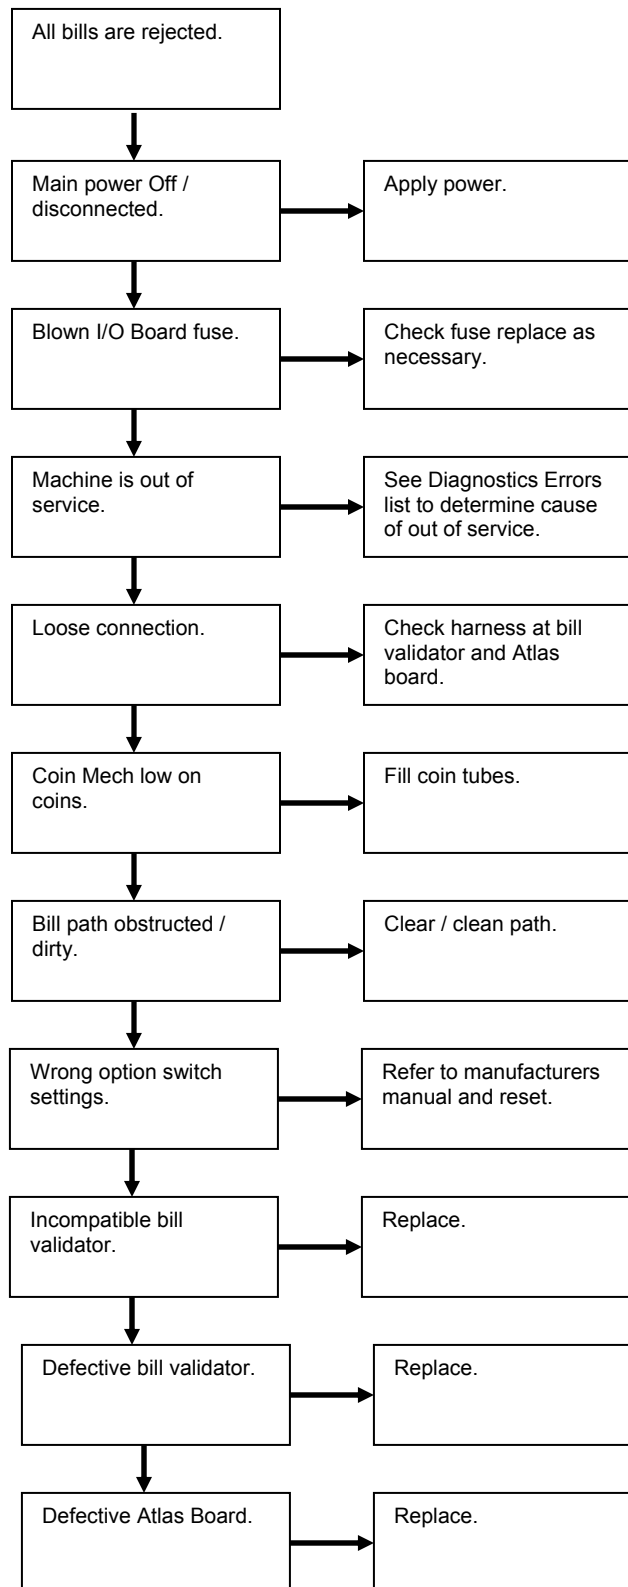 All bills are rejected.
Main power Off /
disconnected.
Apply power.
Blown I/O Board fuse.
Check fuse replace as
necessary.
Machine is out of
service.
See Diagnostics Errors
list to determine cause
of out of service.
Loose connection.
Check harness at bill
validator and Atlas
board.
Coin Mech low on
coins.
Fill coin tubes.
Bill path obstructed /
dirty.
Clear / clean path.
Wrong option switch
settings.
Refer to manufacturers
manual and reset.
Incompatible bill
validator.
Replace.
Defective bill validator.
Replace.
Defective Atlas Board.
Replace.